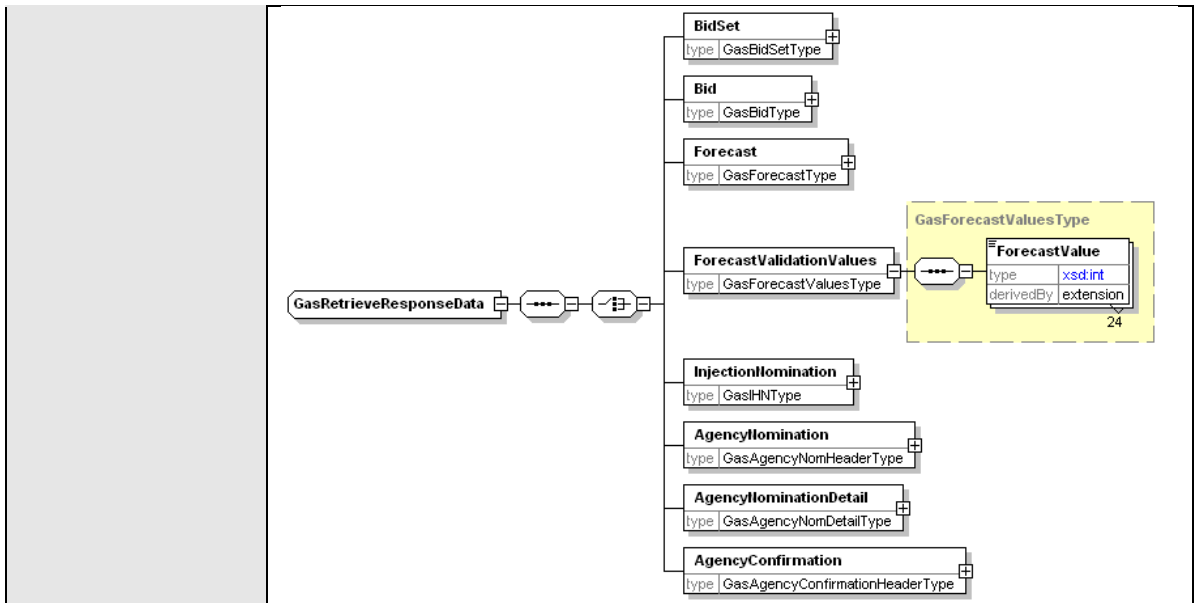 BidSet
type GasBidSetType
Bid
type GasBidType
Forecast
type GasForecastType
GasForecastValuesType
ForecastValue
type xsd:int
derivedBy extension
24
ForecastValidationValues
type GasForecastValuesType
GasRetrieveResponseData
InjectionNomination
type GasIHNType
AgencyNomination
type GasAgencyNomHeaderType
AgencyNominationDetail
type GasAgencyNomDetailType
AgencyConfirmation
type GasAgencyConfirmationHeaderType